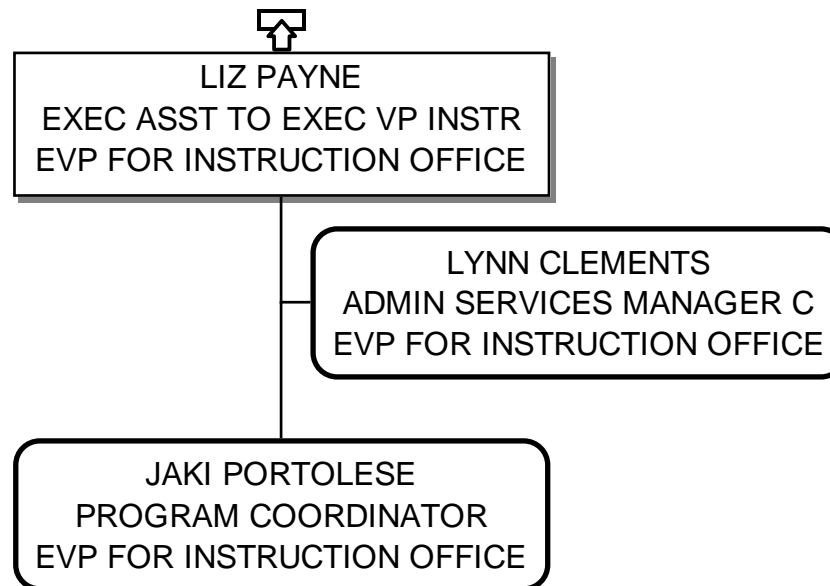 LIZ PAYNE
EXEC ASST TO EXEC VP INSTR
EVP FOR INSTRUCTION OFFICE
LYNN CLEMENTS
ADMIN SERVICES MANAGER C
EVP FOR INSTRUCTION OFFICE
JAKI PORTOLESE
PROGRAM COORDINATOR
EVP FOR INSTRUCTION OFFICE